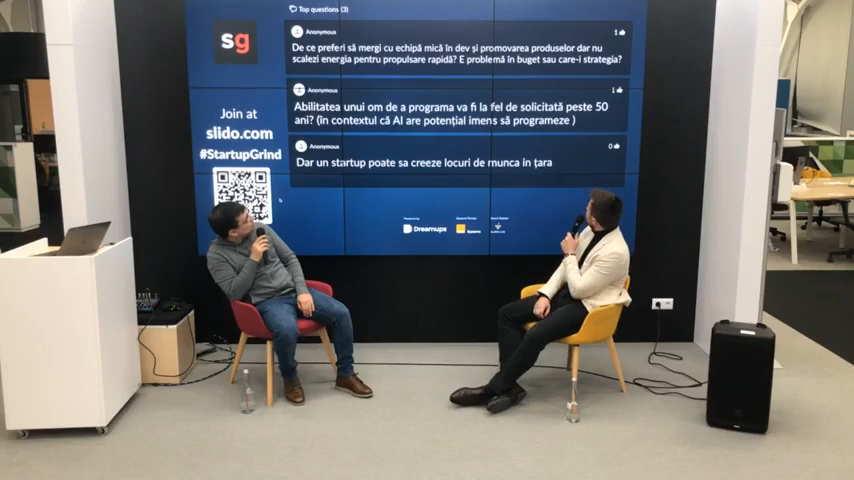 Top questions (3)
sg
Anonymous
1
De ce preferi să mergi cu echipă mică în dev și promovarea produselor dar nu
scalezi energia pentru propulsare rapidă? E problemă în buget sau care-i strategia?
Anonymous
1
Abilitatea unui om de a programa va fi la fel de solicitată peste 50
ani? (în contextul că AI are potențial imens să programeze )
Anonymous
0
Dar un startup poate sa creeze locuri de munca in țara
Join at
slido.com
#StartupGrind
Dreamups